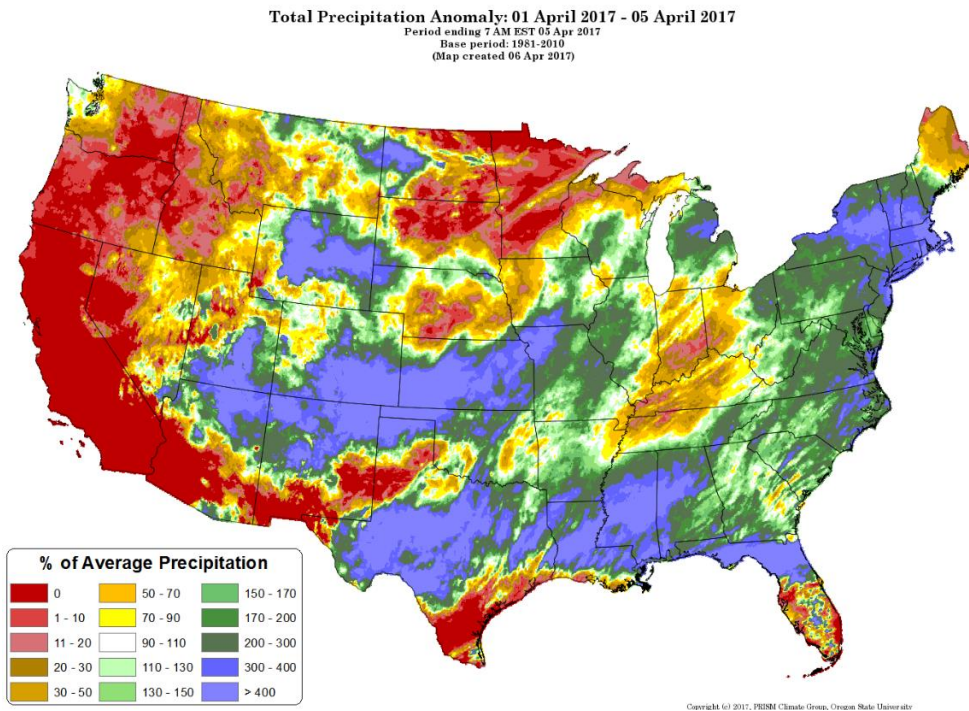 Total Precipitation Anomaly: 01 April 2017 - 05 April 2017
Period ending 7 AM EST 05 Apr 2017
Base period: 1981-2010
(Map created 06 Apr 2017)
% of Average Precipitation
0
50 - 70
150 - 170
1 - 10
70 - 90
170 - 200
11 - 20
90 - 110
200 - 300
20 - 30
110 - 130
300 - 400
30 - 50
130 - 150
> 400
Copyright (c) 2017, PRISM Climate Group, Oregon State University